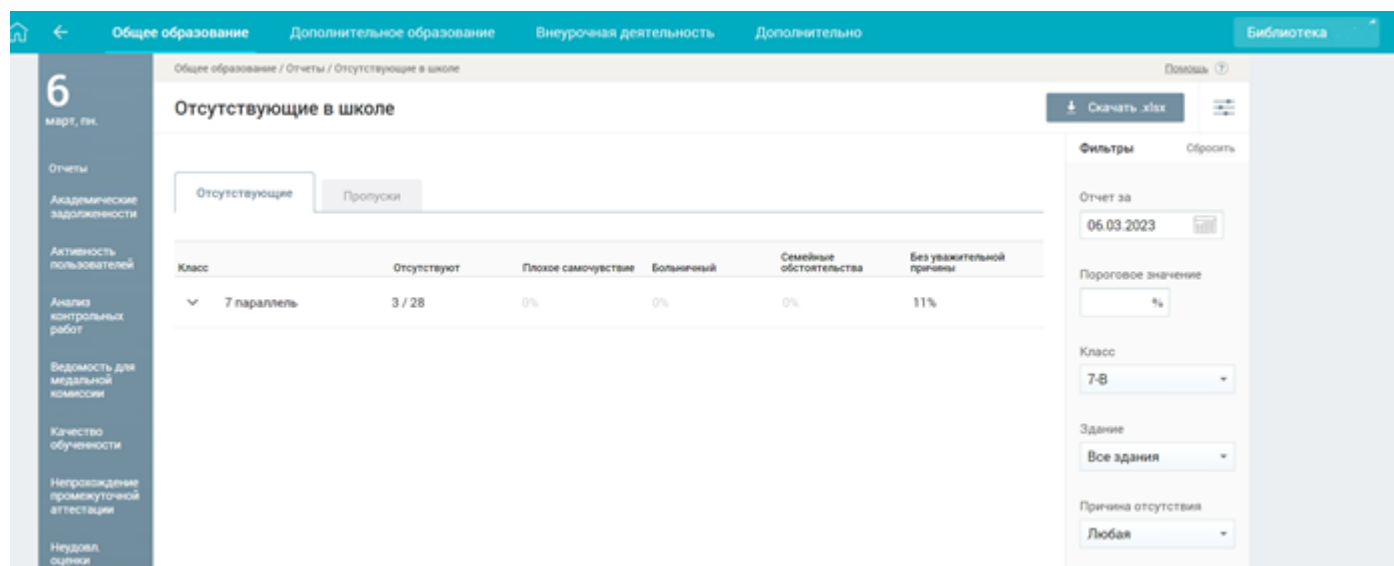 Общее образование Дополнительное образование Внеурочная деятельность Дополнительно Библиотека
6
март, пн.
Отчеты
Академические
задолженности
Активность
пользователей
Анализ
контрольных
работ
Ведомость для
медальной
комиссии
Качество
обученности
Непрохождение
промежуточной
аттестации
Неудовл.
оценки
Общее образование / Отчеты / Отсутствующие в школе
Помощь ?
Отсутствующие в школе
Скачать .xlsx
Отсутствующие Пропуски
Класс Отсутствуют Плохое самочувствие Больничный Семейные обстоятельства Без уважительной причины
7 параллель 3 / 28 0% 0% 0% 11%
Фильтры Сбросить
Отчет за
06.03.2023
Пороговое значение
%
Класс
7-В
Здание
Все здания
Причина отсутствия
Любая